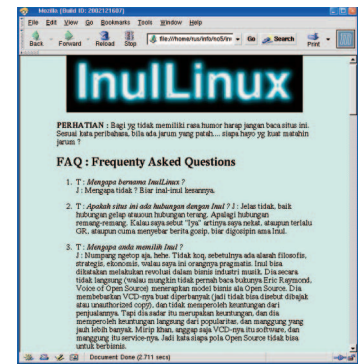 Mozilla {Build ID: 2002121607}
File Edit View Go Bookmarks Tools Window Help
Back Forward Reload Stop file:///home/rus/info/no5/inr Go Search Print
InulLinux
PERHATIAN : Bagi yg tidak memiliki rasa humor harap jangan baca situs ini.
Sesuai kata peribahasa, bila ada jarum yang patah.... siapa hayo yg kuat matahin
jarum ?
FAQ : Frequenty Asked Questions
1. T : Mengapa bernama InulLinux ?
J : Mengapa tidak ? Biar inal-inul kesannya.
2. T : Apakah situs ini ada hubungan dengan Inul ? J : Jelas tidak, baik
hubungan gelap atauoun hubungan terang. Apalagi hubungan
remang-remang. Kalau saya sebut "Iya" artinya saya nekat, ataupun terlalu
GR, ataupun cuma menyebar berita gosip, biar digosipin ama Inul.
3. T : Mengapa anda memilih Inul ?
J : Numpang ngetop aja, hehe. Tidak koq, sebetulnya ada alasah filosofis,
strategis, ekonomis, walau saya ini orangnya pragmatis. Inul bisa
dikatakan melakukan revolusi dalam bisnis industri musik. Dia secara
tidak langsung (walau mungkin tidak pernah baca bukunya Eric Raymond,
Voice of Open Source) menerapkan model bisnis ala Open Source. Dia
membebaskan VCD-nya buat diperbanyak (jadi tidak bisa disebut dibajak
atau unauthorized copy), dan tidak memperoleh keuntungan dari
penjualannya. Tapi dia sadar itu merupakan keuntungan, dan dia
memperoleh keuntungan langsung dari popularitas, dan manggung yang
jauh lebih banyak. Mirip khan, anggap saja VCD-nya itu software, dan
manggung itu service-nya. Jadi kata siapa pola Open Source tidak bisa
untuk berbisnis.
Document: Done (2.711 secs)